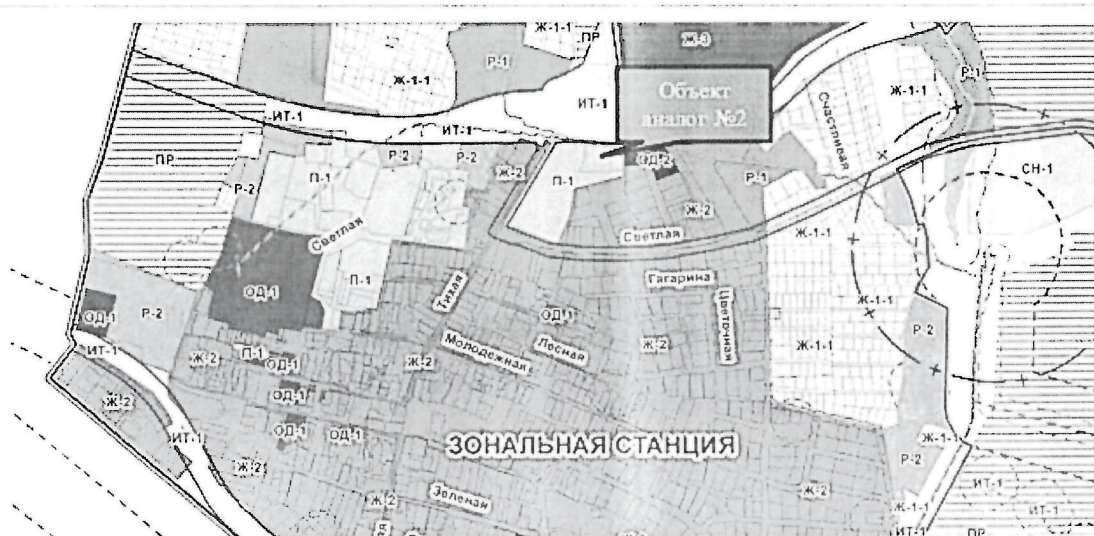 Ж-1-1
ПР
Ж-3
Р-1
Ж-1-1
ИТ-1
Объект
аналог №2
Ж-1-1
Р-1
ИТ-1
ИТ-1
Счастливая
ПР
Р-2
Р-2
Ж-2
ОД-2
П-1
Р-1
СН-1
Р-2
П-1
Светлая
Ж-2
Светлая
Ж-1-1
ОД-1
П-1
Тихая
Гагарина
Цветочная
Ж-1-1
ОД-1
Р-2
ОД-1
Р-2
ИТ-1
Ж-2
П-1
ОД-1
Ж-2
Молодежная
Лесная
Ж-2
Ж-1-1
Ж-2
ОД-1
ИТ-1
ОД-1
ОД-1
ЗОНАЛЬНАЯ СТАНЦИЯ
Ж-1-1
Р-2
Ж-2
Ж-2
Зеленая
Ж-2
ИТ-1
ИТ-1
Ж-1-1
ИТ-1
ПР